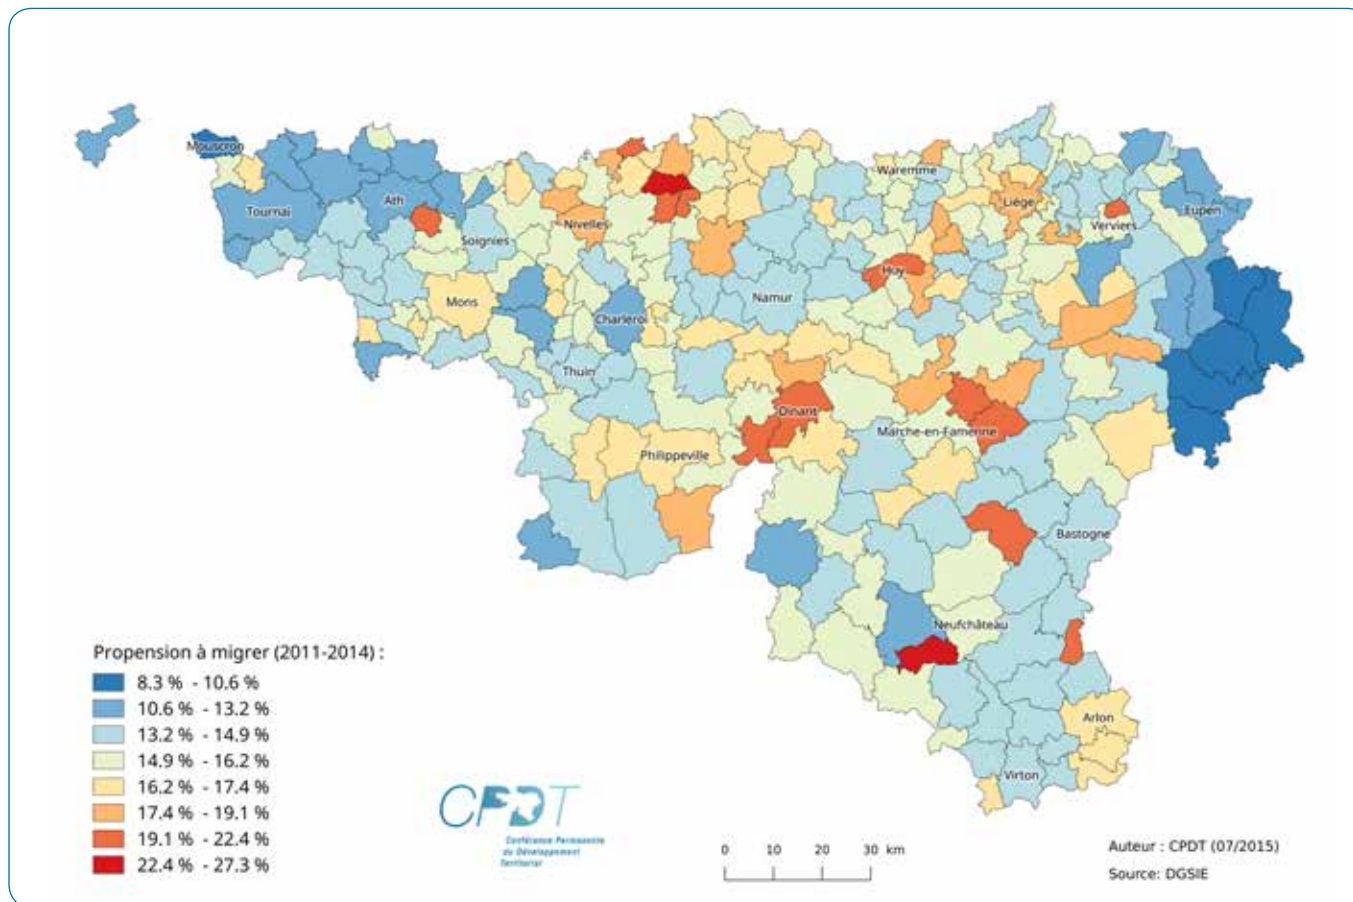 Mouscron
Tournai
Ath
Soignies
Mons
Nivelles
Charleroi
Thuin
Philippeville
Namur
Dinant
Waremme
Huy
Liège
Verviers
Eupen
Marche-en-Famenne
Bastogne
Neufchâteau
Arlon
Virton
Propension à migrer (2011-2014) :
8.3 % - 10.6 %
10.6 % - 13.2 %
13.2 % - 14.9 %
14.9 % - 16.2 %
16.2 % - 17.4 %
17.4 % - 19.1 %
19.1 % - 22.4 %
22.4 % - 27.3 %
CPDT
Conférence Permanente
du Développement
Territorial
0 10 20 30 km
Auteur : CPDT (07/2015)
Source: DGSIE